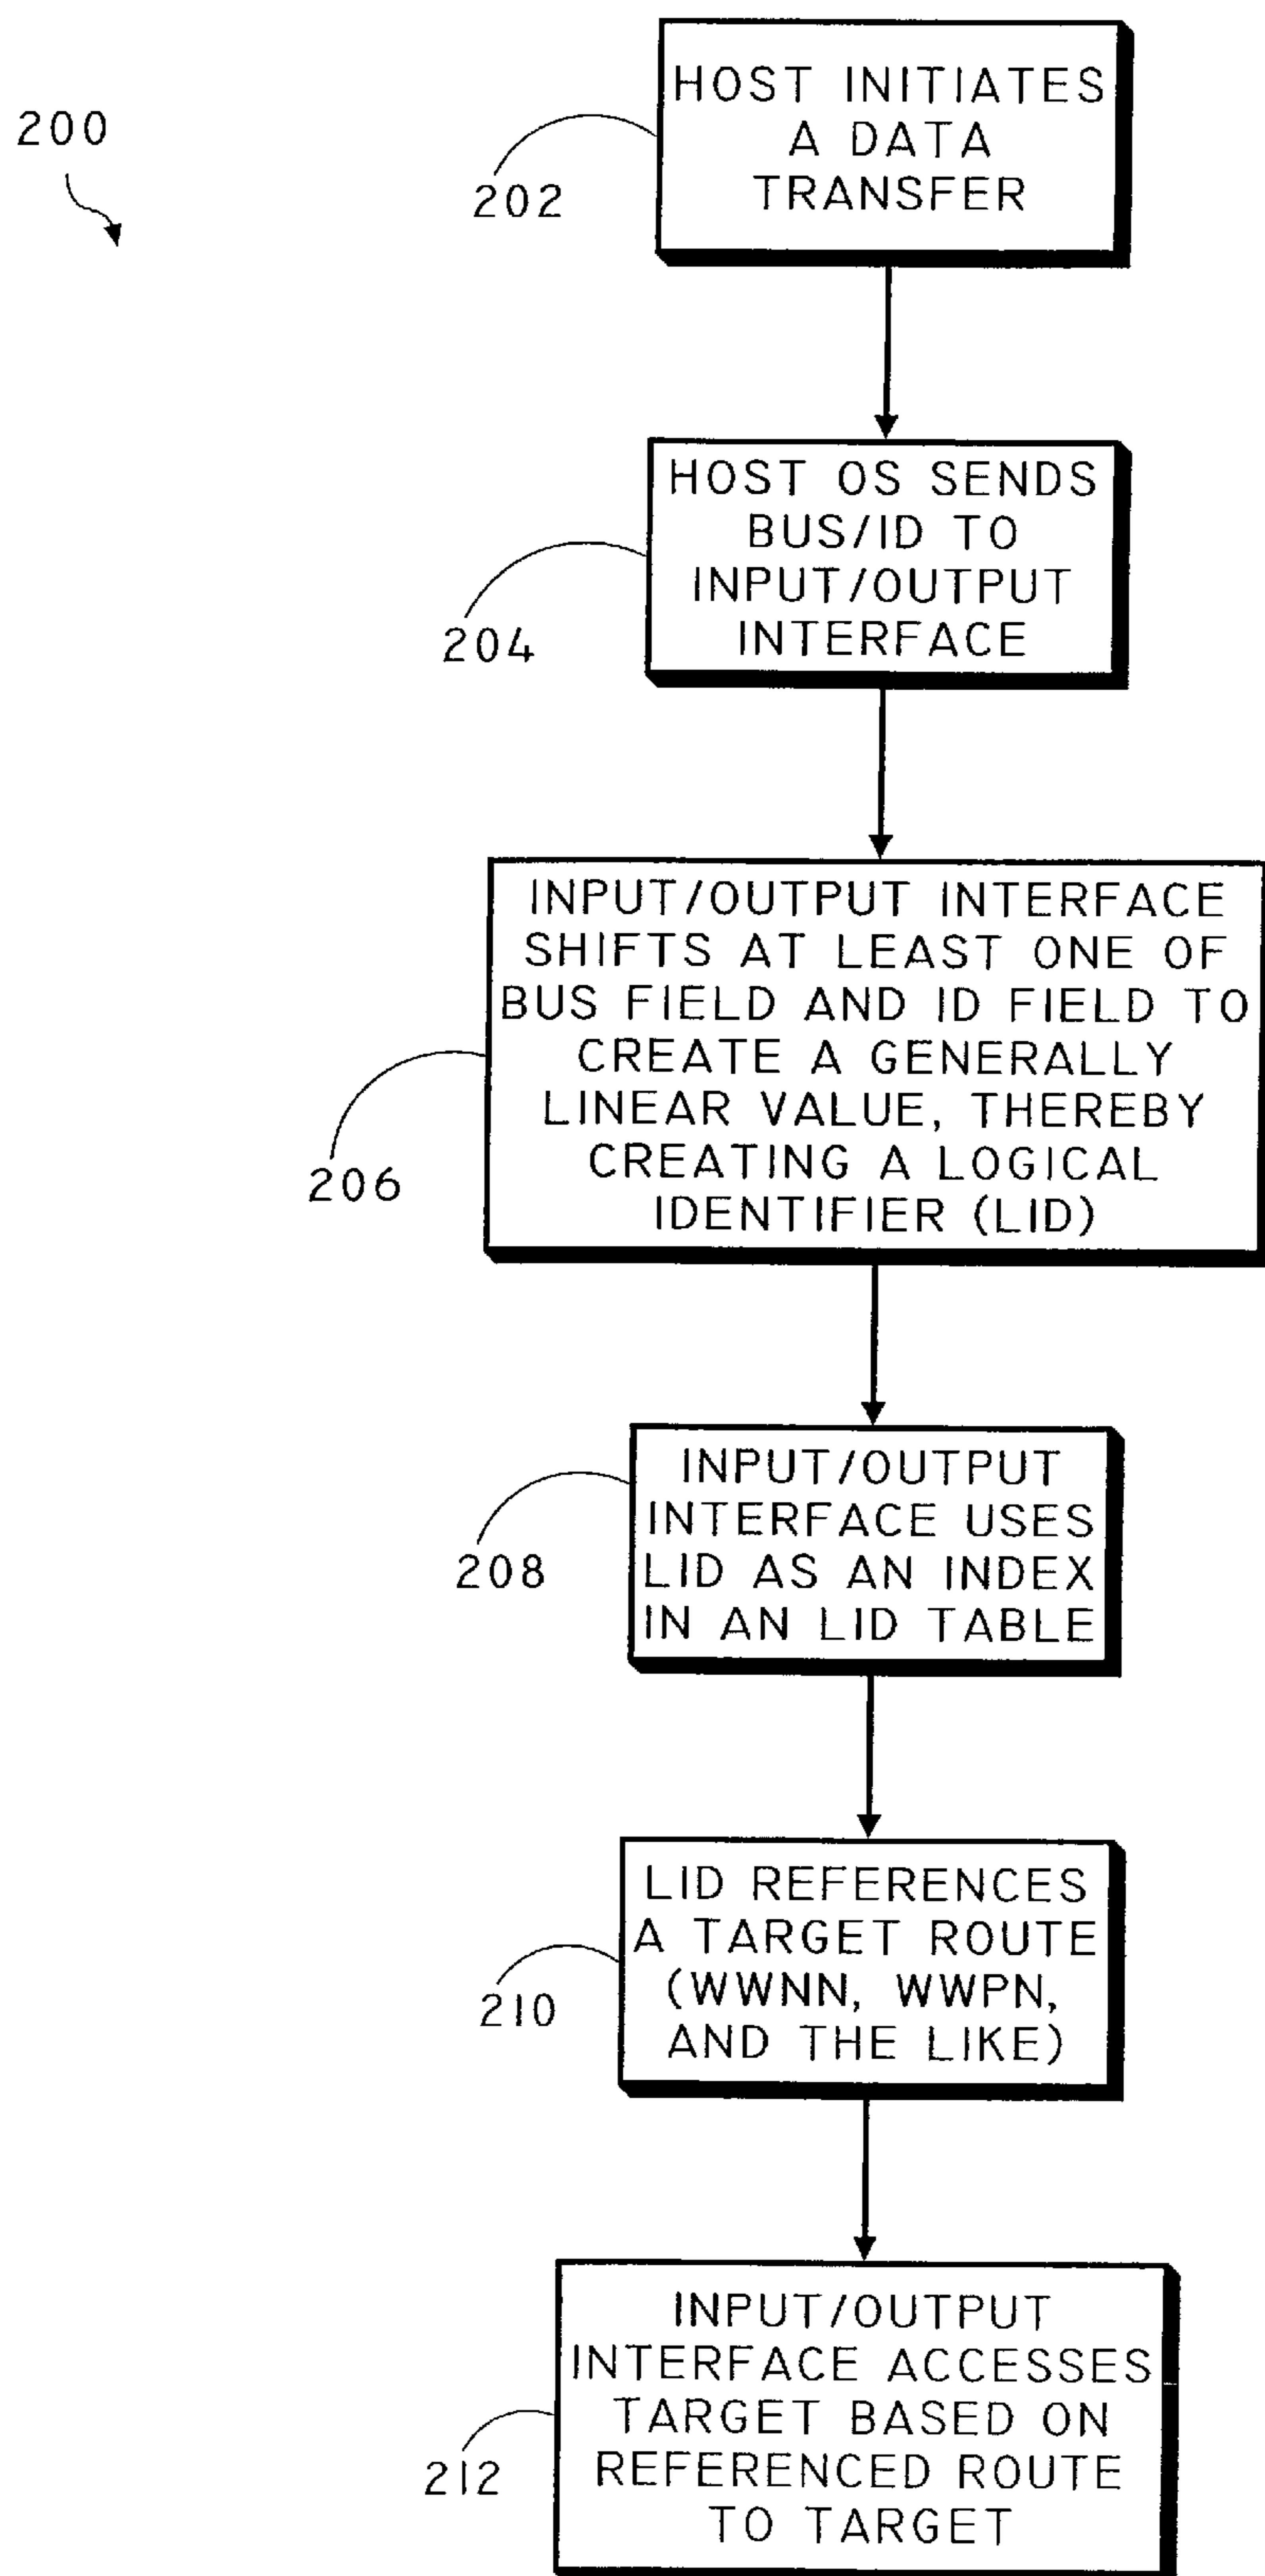 200
HOST INITIATES
A DATA
TRANSFER
202
HOST OS SENDS
BUS/ID TO
INPUT/OUTPUT
INTERFACE
204
INPUT/OUTPUT INTERFACE
SHIFTS AT LEAST ONE OF
BUS FIELD AND ID FIELD TO
CREATE A GENERALLY
LINEAR VALUE, THEREBY
CREATING A LOGICAL
IDENTIFIER (LID)
206
INPUT/OUTPUT
INTERFACE USES
LID AS AN INDEX
IN AN LID TABLE
208
LID REFERENCES
A TARGET ROUTE
(WWNN, WWPN,
AND THE LIKE)
210
INPUT/OUTPUT
INTERFACE ACCESSES
TARGET BASED ON
REFERENCED ROUTE
TO TARGET
212